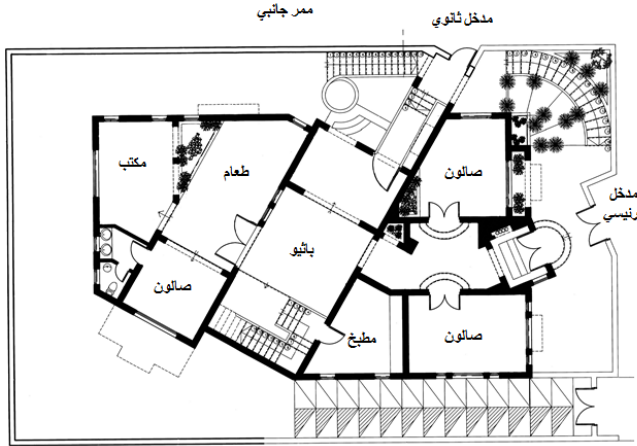 ممر جانبي
مدخل ثانوي
مكتب
طعام
صالون
مدخل
رئيسي
باثيو
صالون
مطبخ
صالون